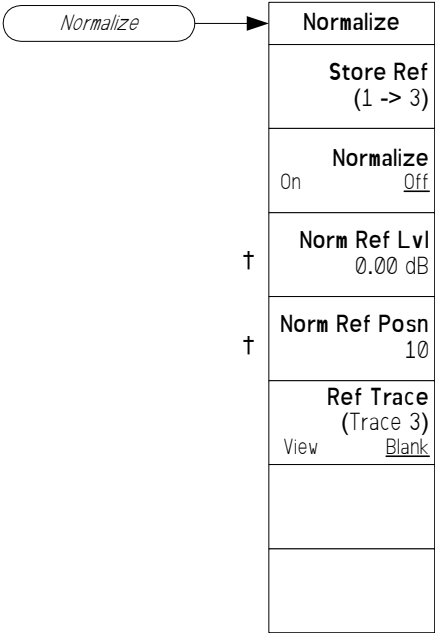 Normalize
Normalize
Store Ref
(1 -> 3)
Normalize
On Off
† Norm Ref Lvl
0.00 dB
† Norm Ref Posn
10
Ref Trace
(Trace 3)
View Blank